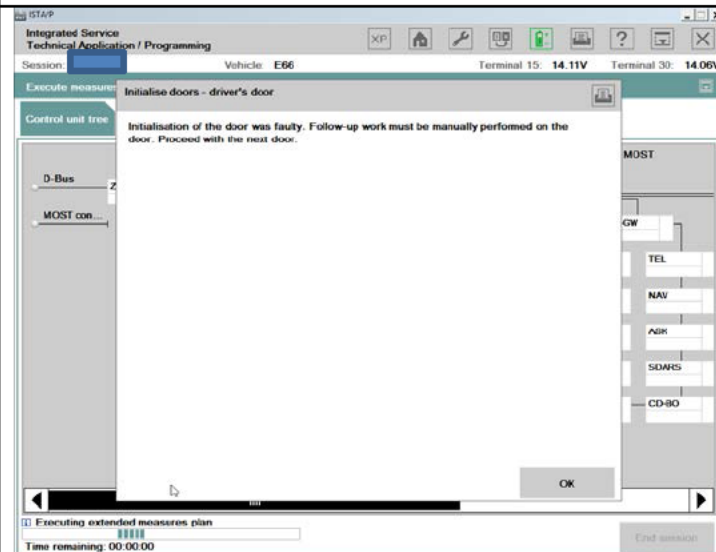 ISTA/P
Integrated Service
Technical Application / Programming
XP
?
Session:
Vehicle: E66
Terminal 15: 14.11V
Terminal 30: 14.06V
Execute measures
Initialise doors - driver's door
Control unit tree
Initialisation of the door was faulty. Follow-up work must be manually performed on the
door. Proceed with the next door.
MOST
D-Bus
Z
MOST con...
GW
TEL
NAV
ASK
SDARS
CD-BO
OK
Executing extended measures plan
Time remaining: 00:00:00
End session